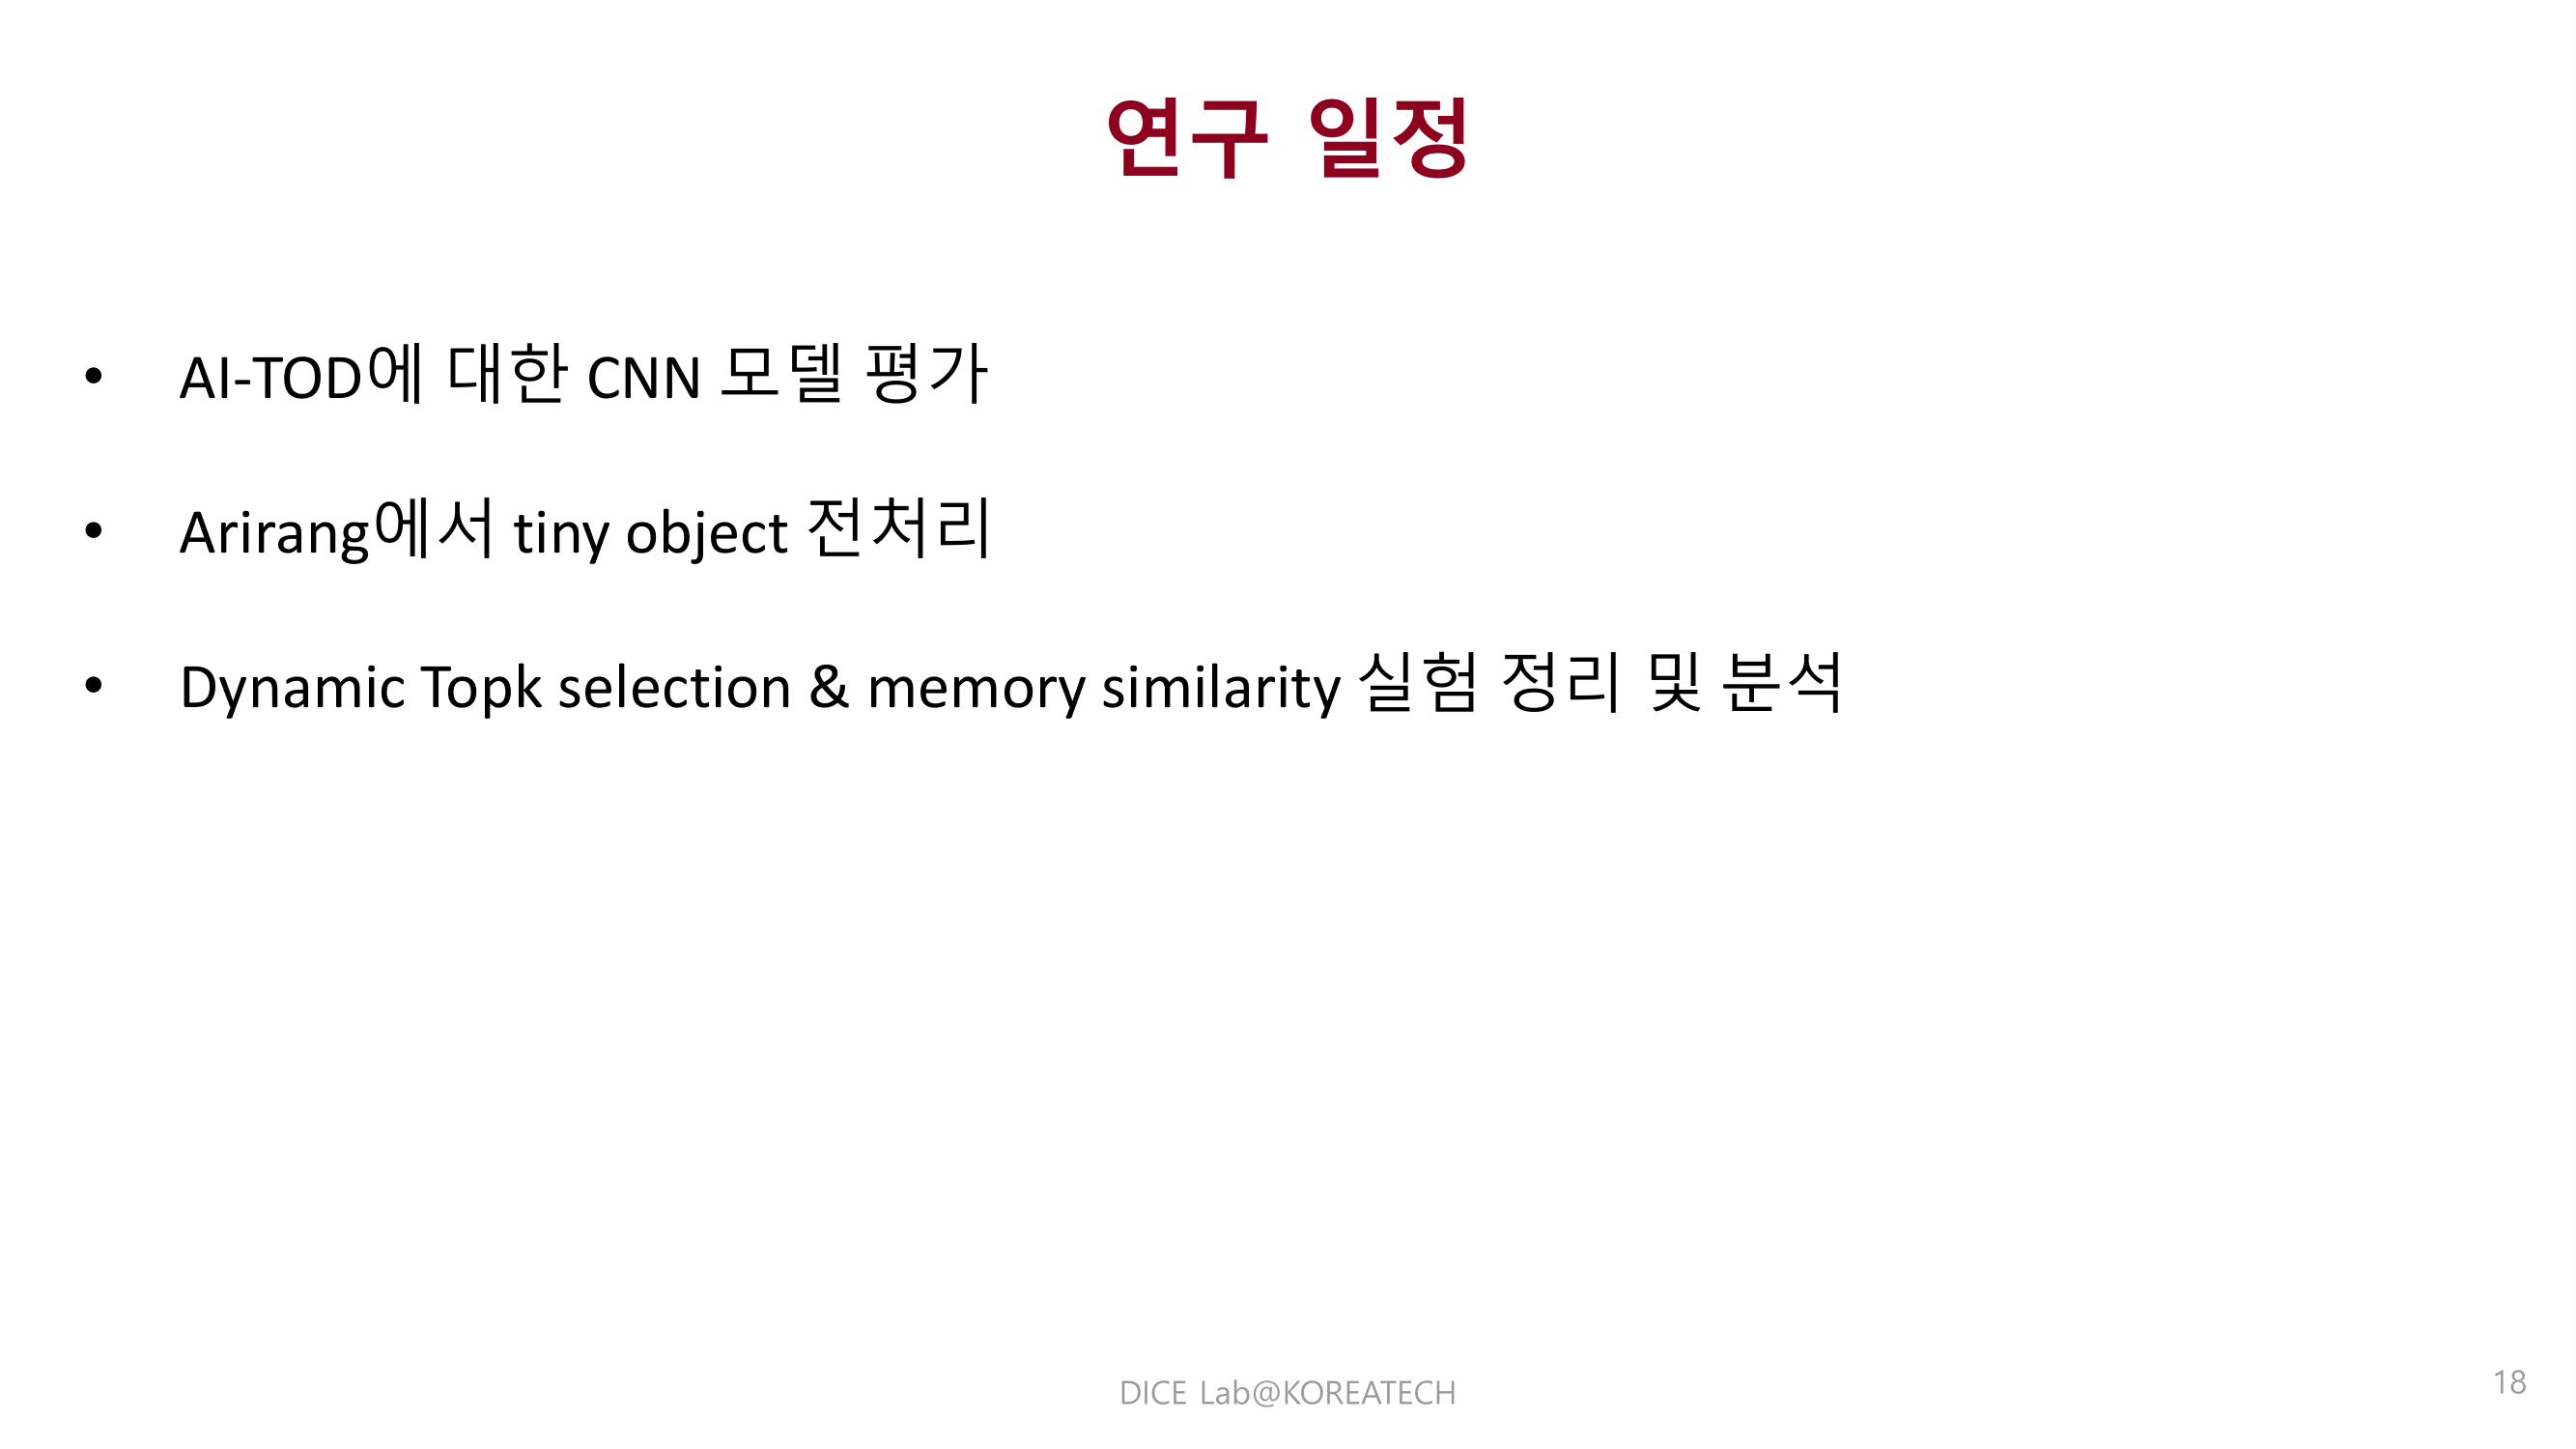 연구 일정
• AI-TOD에 대한 CNN 모델 평가
• Arirang에서 tiny object 전처리
• Dynamic Topk selection & memory similarity 실험 정리 및 분석
DICE Lab@KOREATECH
18